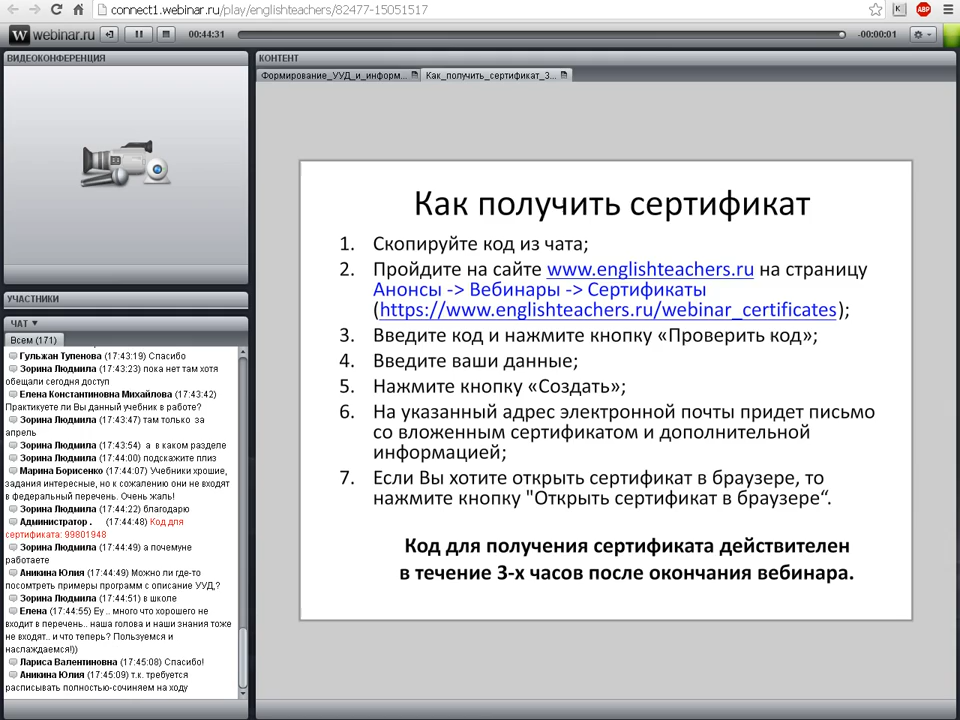 connect1.webinar.ru/play/englishteachers/82477-15051517
W webinar.ru
00:44:31
-00:00:01
ВИДЕОКОНФЕРЕНЦИЯ
УЧАСТНИКИ
ЧАТ
Всем (171)
Гульжан Тупенова (17:43:19) Спасибо
Зорина Людмила (17:43:23) пока нет там хотя
обещали сегодня доступ
Елена Константиновна Михайлова (17:43:42)
Практикуете ли Вы данный учебник в работе?
Зорина Людмила (17:43:47) там только за
апрель
Зорина Людмила (17:43:54) а в каком разделе
Зорина Людмила (17:44:00) подскажите плиз
Марина Борисенко (17:44:07) Учебники хрошие,
задания интересные, но к сожалению они не входят
в федеральный перечень. Очень жаль!
Зорина Людмила (17:44:22) благодарю
Администратор . (17:44:48) Код для
сертификата: 99801948
Зорина Людмила (17:44:49) а почемуне
работаете
Аникина Юлия (17:44:49) Можно ли где-то
посомтреть примеры программ с описание УУД,?
Зорина Людмила (17:44:51) в школе
Елена (17:44:55) Еу .. много что хорошего не
входит в перечень.. наша голова и наши знания тоже
не входят.. и что теперь? Пользуемся и
наслаждаемся!))
Лариса Валентиновна (17:45:08) Спасибо!
Аникина Юлия (17:45:09) т.к. требуется
расписывать полностью-сочиняем на ходу
КОНТЕНТ
Формирование_УУД_и_информ...
Как_получить_сертификат_3...
Как получить сертификат
1. Скопируйте код из чата;
2. Пройдите на сайте www.englishteachers.ru на страницу
Анонсы -> Вебинары -> Сертификаты
(https://www.englishteachers.ru/webinar_certificates);
3. Введите код и нажмите кнопку «Проверить код»;
4. Введите ваши данные;
5. Нажмите кнопку «Создать»;
6. На указанный адрес электронной почты придет письмо
со вложенным сертификатом и дополнительной
информацией;
7. Если Вы хотите открыть сертификат в браузере, то
нажмите кнопку "Открыть сертификат в браузере“.
Код для получения сертификата действителен
в течение 3-х часов после окончания вебинара.